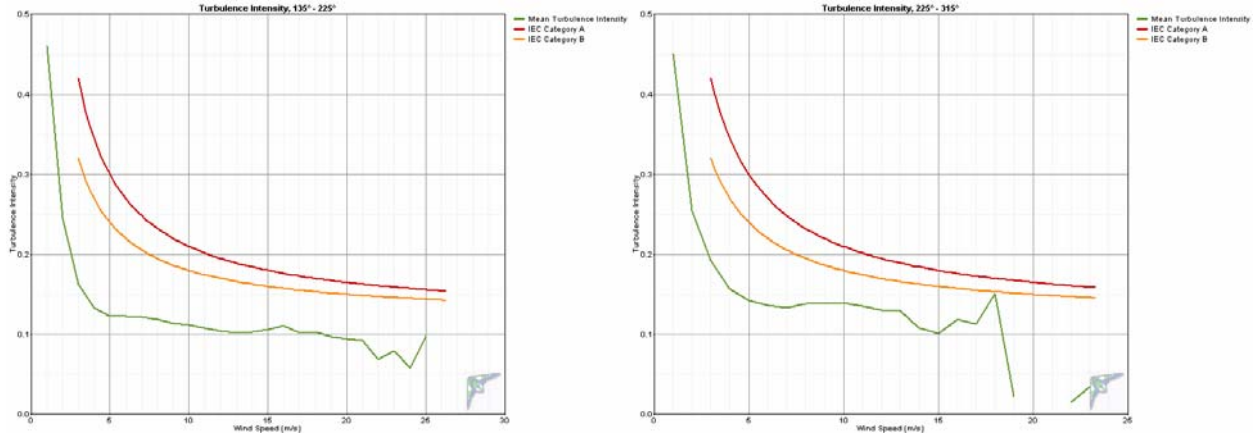 Turbulence Intensity, 135° - 225°
Mean Turbulence Intensity
IEC Category A
IEC Category B
Turbulence Intensity
0.5
0.4
0.3
0.2
0.1
0.0
0 5 10 15 20 25 30
Wind Speed (m/s)
Turbulence Intensity, 225° - 315°
Mean Turbulence Intensity
IEC Category A
IEC Category B
Turbulence Intensity
0.5
0.4
0.3
0.2
0.1
0.0
0 5 10 15 20 25
Wind Speed (m/s)